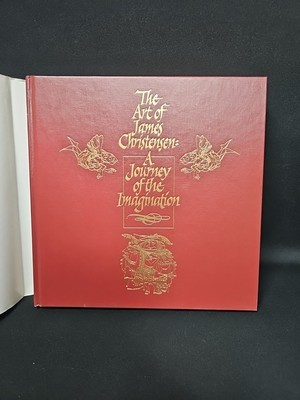 The
Art of
James
Christensen:
A
Journey
of the
Imagination